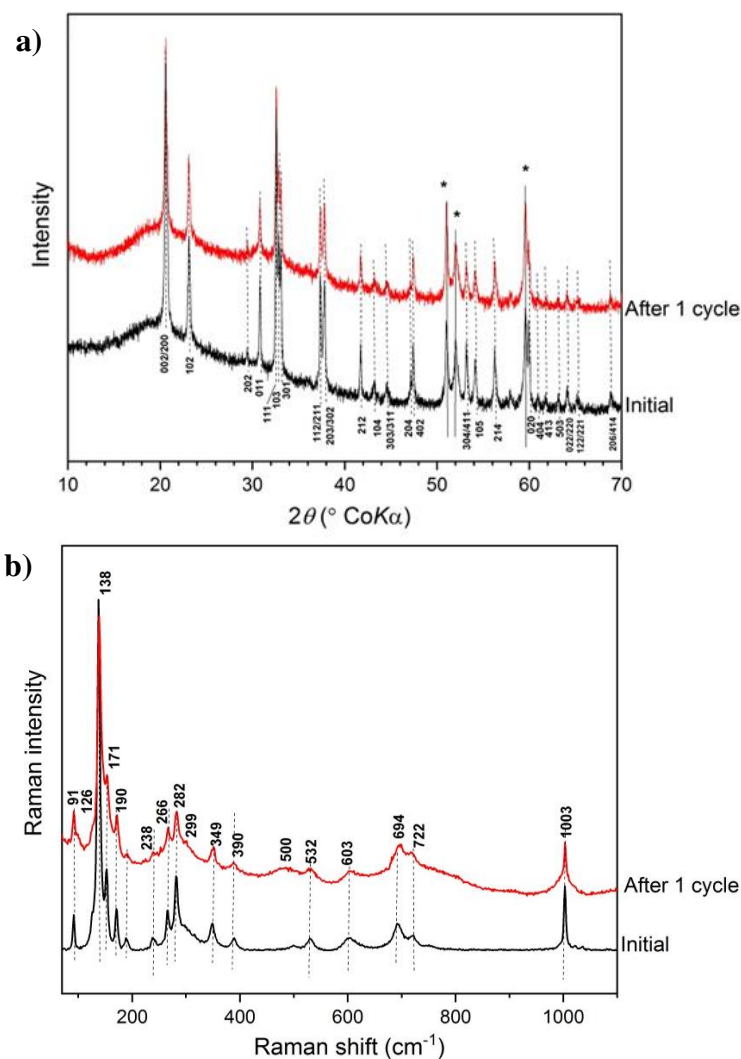 a)
Intensity
* * *
After 1 cycle
Initial
002/200 102 202 011 111 103 301 112/211 203/302 212 104 303/311 204 402 304/411 105 214 020 404 413 503 022/220 122/221 206/414
10 20 30 40 50 60 70
2θ (° CoKα)
b)
Raman intensity
91 126 138 171 190 238 266 282 299 349 390 500 532 603 694 722 1003
After 1 cycle
Initial
200 400 600 800 1000
Raman shift (cm⁻¹)